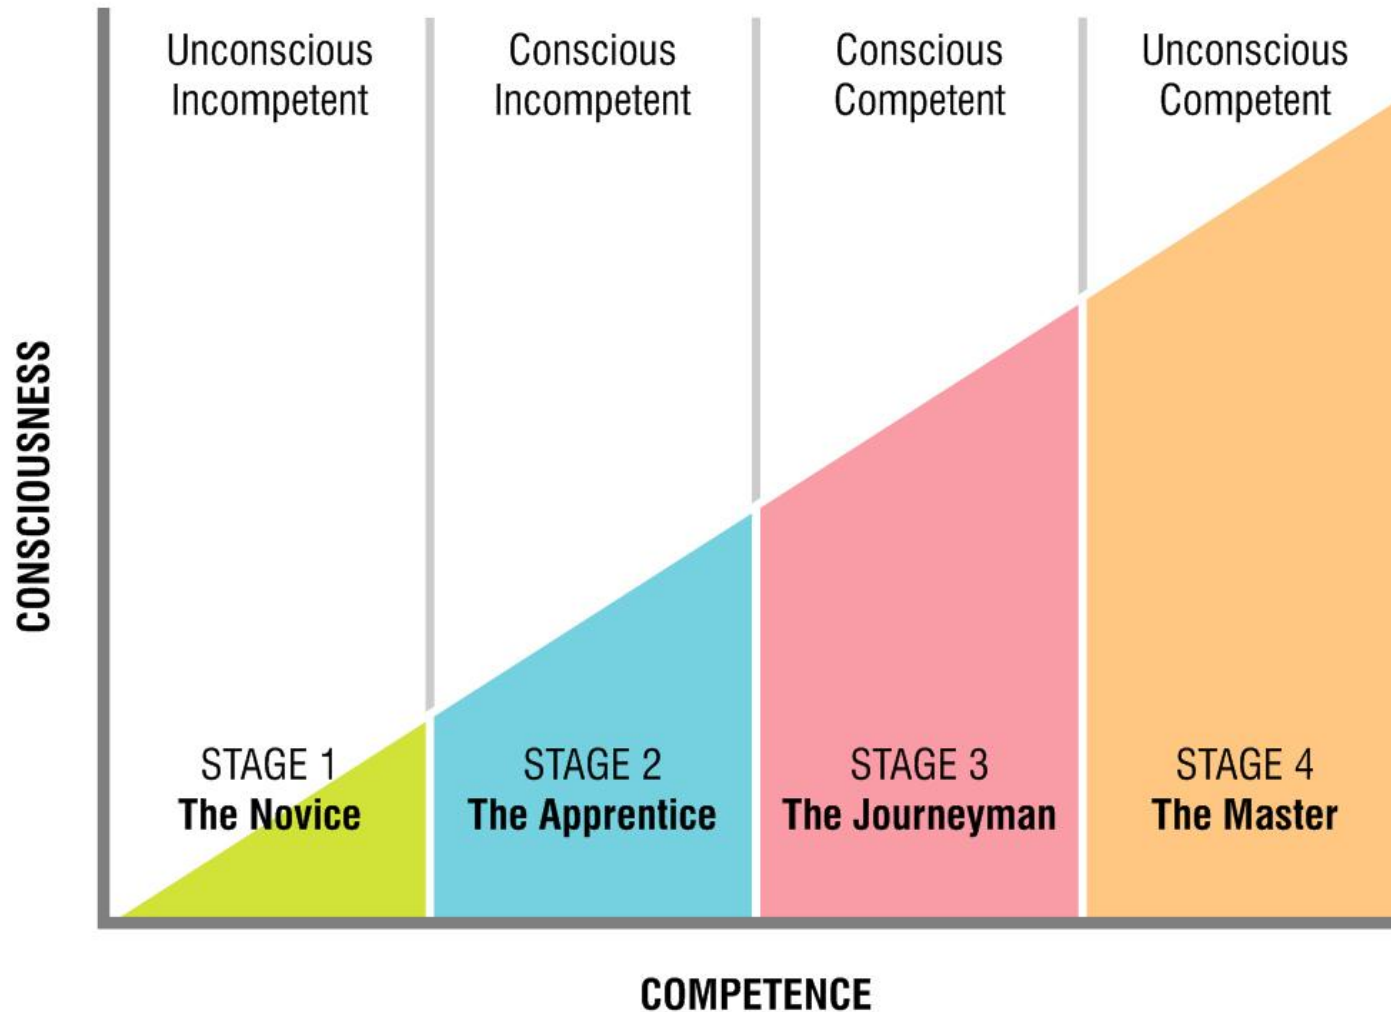 Unconscious
Incompetent
Conscious
Incompetent
Conscious
Competent
Unconscious
Competent
CONSCIOUSNESS
STAGE 1
The Novice
STAGE 2
The Apprentice
STAGE 3
The Journeyman
STAGE 4
The Master
COMPETENCE